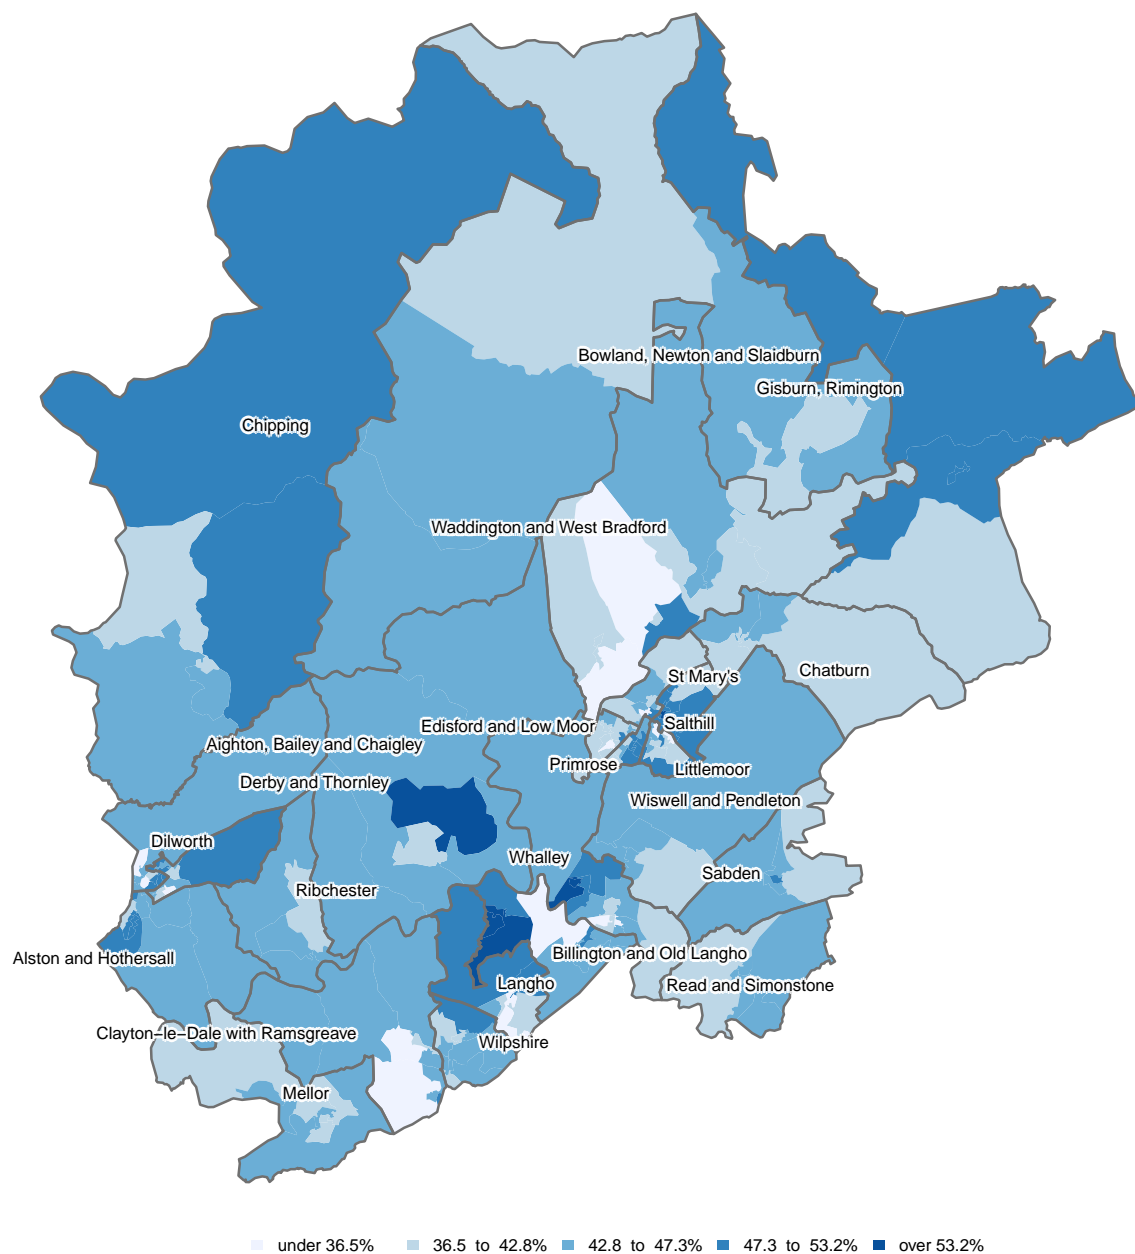 Bowland, Newton and Slaidburn
Gisburn, Rimington
Chipping
Waddington and West Bradford
St Mary's
Chatburn
Edisford and Low Moor
Salthill
Aighton, Bailey and Chaigley
Primrose
Littlemoor
Derby and Thornley
Wiswell and Pendleton
Dilworth
Whalley
Sabden
Ribchester
Billington and Old Langho
Alston and Hothersall
Langho
Read and Simonstone
Clayton−le−Dale with Ramsgreave
Wilpshire
Mellor
under 36.5% 36.5 to 42.8% 42.8 to 47.3% 47.3 to 53.2% over 53.2%